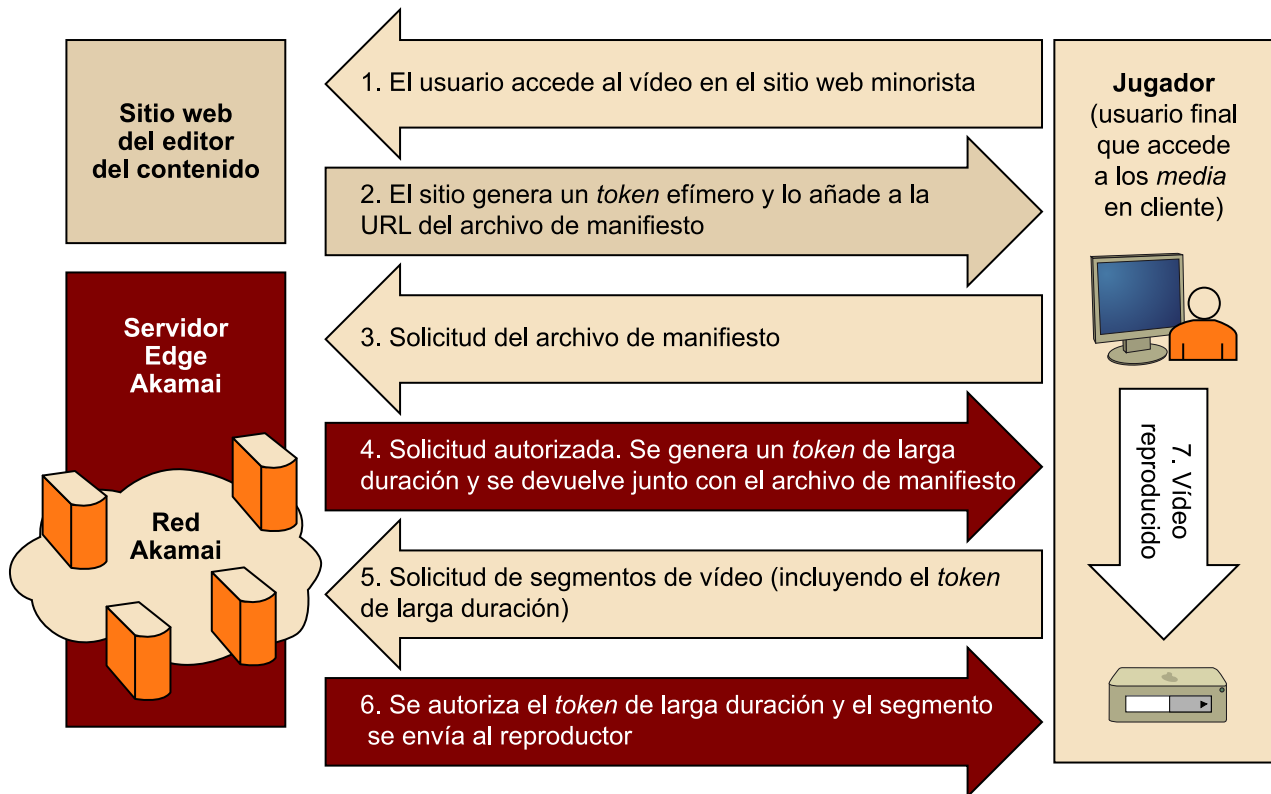 Sitio web
del editor
del contenido
1. El usuario accede al vídeo en el sitio web minorista
2. El sitio genera un token efímero y lo añade a la
URL del archivo de manifiesto
Jugador
(usuario final
que accede
a los media
en cliente)
Servidor
Edge
Akamai
3. Solicitud del archivo de manifiesto
4. Solicitud autorizada. Se genera un token de larga
duración y se devuelve junto con el archivo de manifiesto
Red
Akamai
5. Solicitud de segmentos de vídeo (incluyendo el token
de larga duración)
6. Se autoriza el token de larga duración y el segmento
se envía al reproductor
7. Vídeo
reproducido